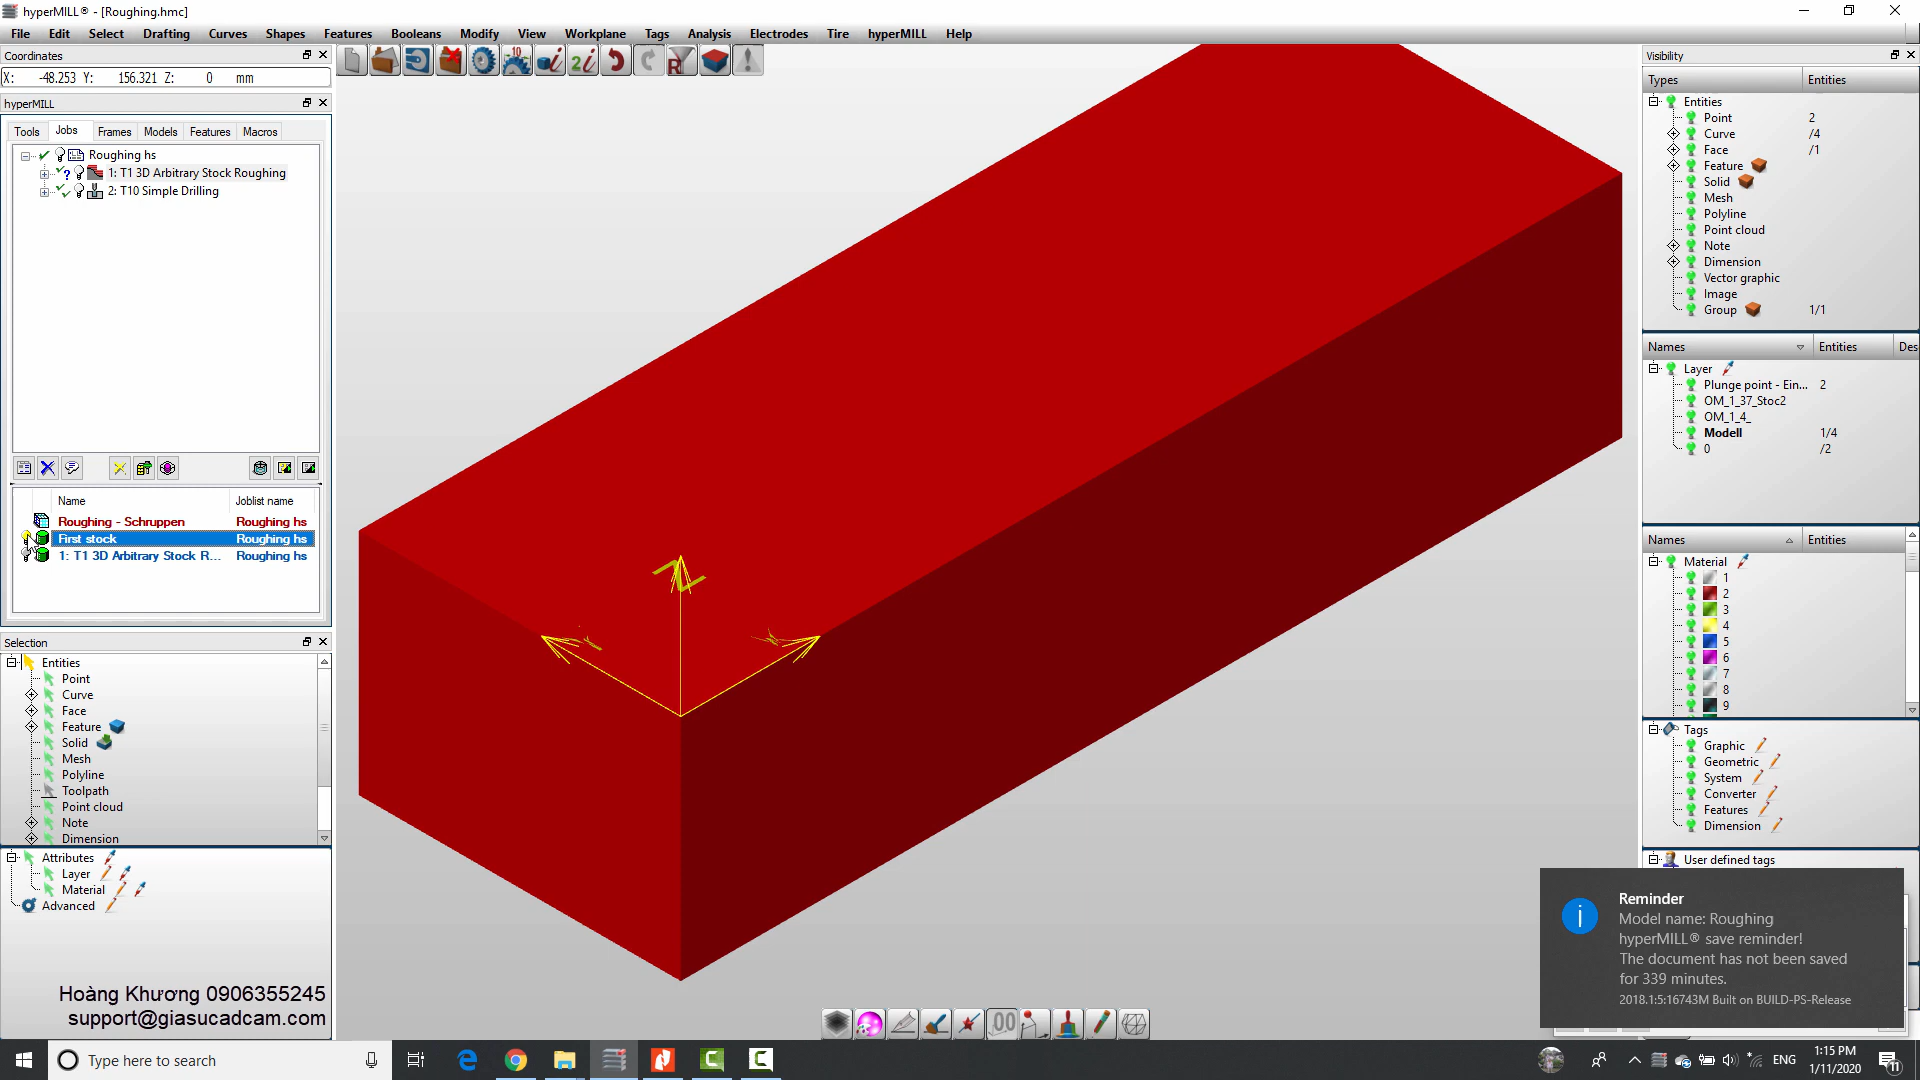 hyperMILL® - [Roughing.hmc]
File Edit Select Drafting Curves Shapes Features Booleans Modify View Workplane Tags Analysis Electrodes Tire hyperMILL Help
Coordinates
X: -48.253 Y: 156.321 Z: 0 mm
hyperMILL
Tools Jobs Frames Models Features Macros
Roughing hs
1: T1 3D Arbitrary Stock Roughing
2: T10 Simple Drilling
Name Joblist name
Roughing - Schruppen Roughing hs
First stock Roughing hs
1: T1 3D Arbitrary Stock R... Roughing hs
Selection
Entities
Point
Curve
Face
Feature
Solid
Mesh
Polyline
Toolpath
Point cloud
Note
Dimension
Attributes
Layer
Material
Advanced
Hoàng Khương 0906355245
support@giasucadcam.com
Z
Visibility
Types Entities
Entities
Point 2
Curve /4
Face /1
Feature
Solid
Mesh
Polyline
Point cloud
Note
Dimension
Vector graphic
Image
Group 1/1
Names Entities Des
Layer
Plunge point - Ein... 2
OM_1_37_Stoc2
OM_1_4_
Modell 1/4
0 /2
Names Entities
Material
1
2
3
4
5
6
7
8
9
Tags
Graphic
Geometric
System
Converter
Features
Dimension
User defined tags
Reminder
Model name: Roughing
hyperMILL® save reminder!
The document has not been saved
for 339 minutes.
2018.1:5:16743M Built on BUILD-PS-Release
Type here to search
ENG
1:15 PM
1/11/2020
11